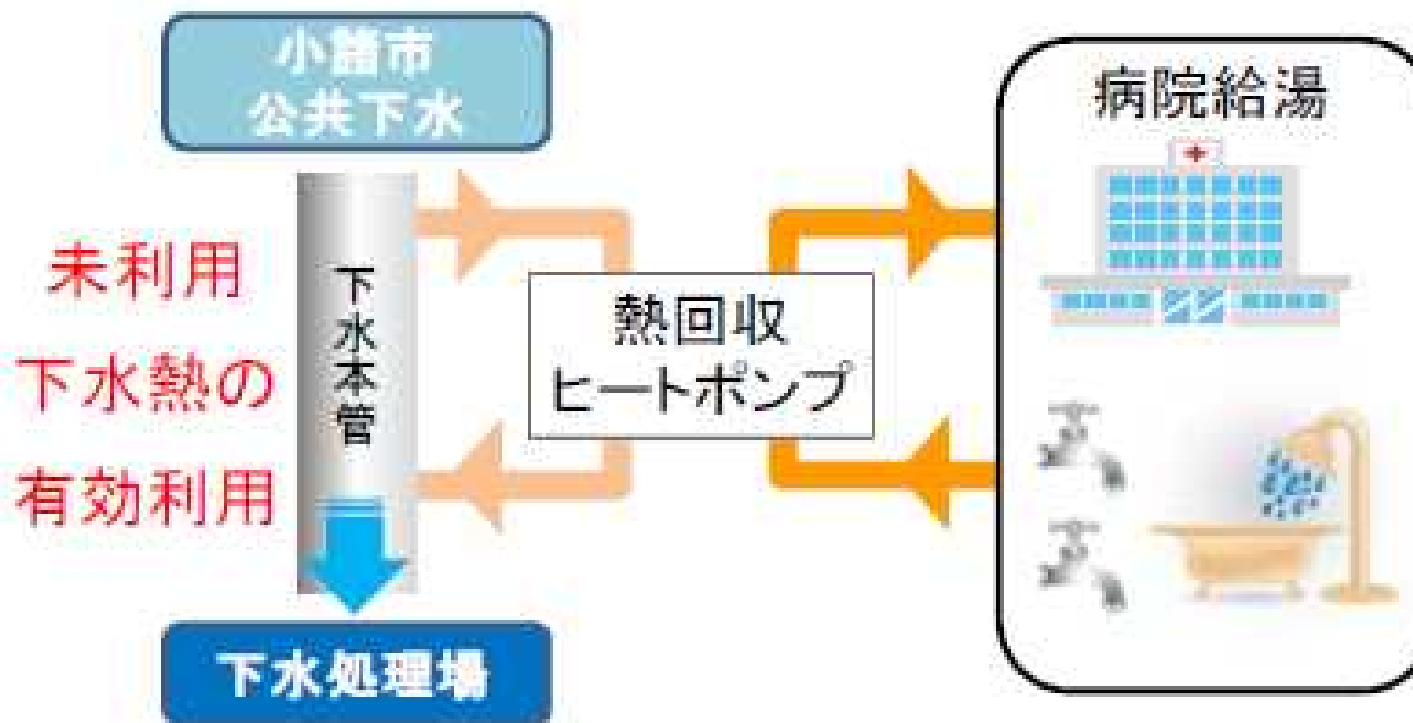 小諸市
公共下水
未利用
下水熱の
有効利用
下水本管
熱回収
ヒートポンプ
病院給湯
下水処理場